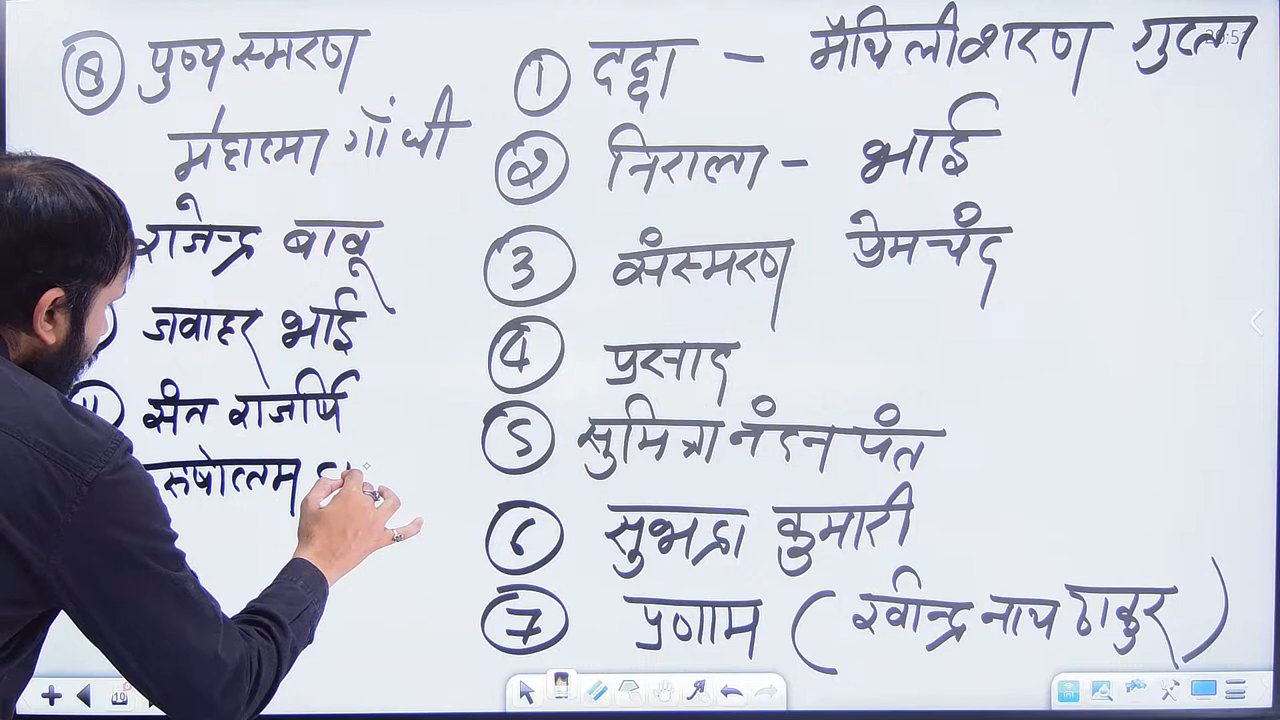 ① दद्दा – मैथिलीशरण गुप्त
② निराला – भाई
③ संस्मरण प्रेमचंद
④ प्रसाद
⑤ सुमित्रा नंदन पंत
⑥ सुभद्रा कुमारी
⑦ प्रणाम (रवीन्द्र नाथ ठाकुर)
⑧ पुण्य स्मरण
महात्मा गाँधी
राजेन्द्र बाबू
जवाहर भाई
संत राजर्षि
रुषोत्तम